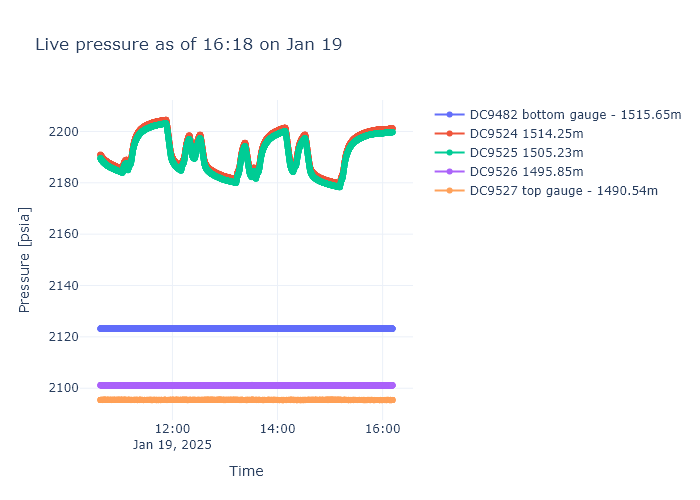 Live pressure as of 16:18 on Jan 19
DC9482 bottom gauge - 1515.65m
DC9524 1514.25m
DC9525 1505.23m
DC9526 1495.85m
DC9527 top gauge - 1490.54m
Pressure [psia]
2200
2180
2160
2140
2120
2100
12:00
14:00
16:00
Jan 19, 2025
Time